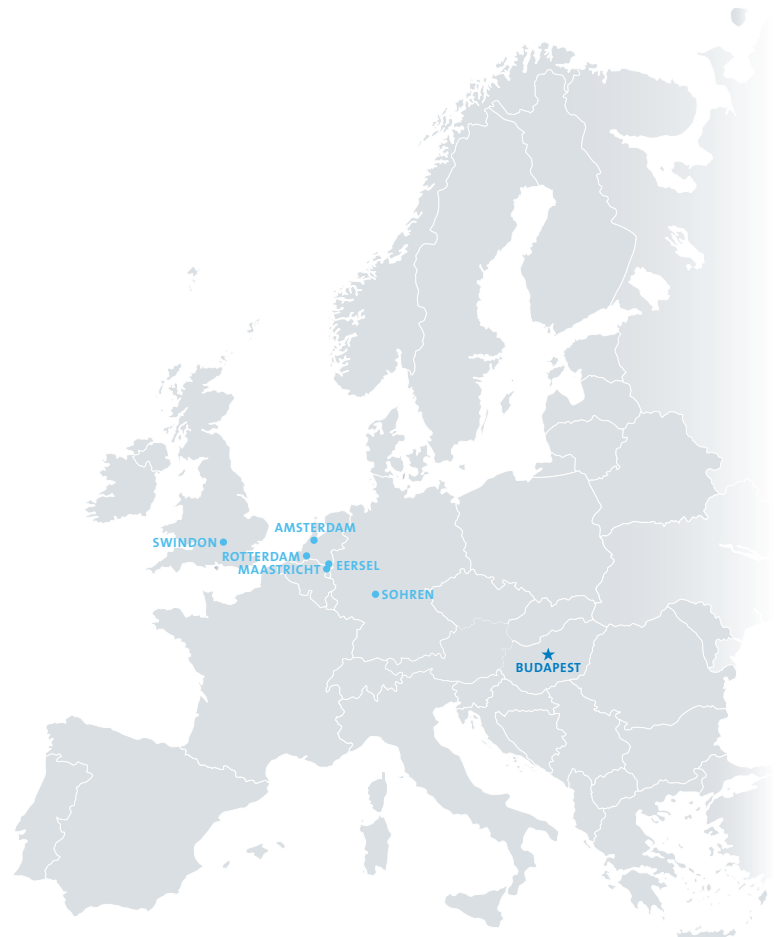 AMSTERDAM
SWINDON
ROTTERDAM
MAASTRICHT
EERSEL
SOHREN
BUDAPEST